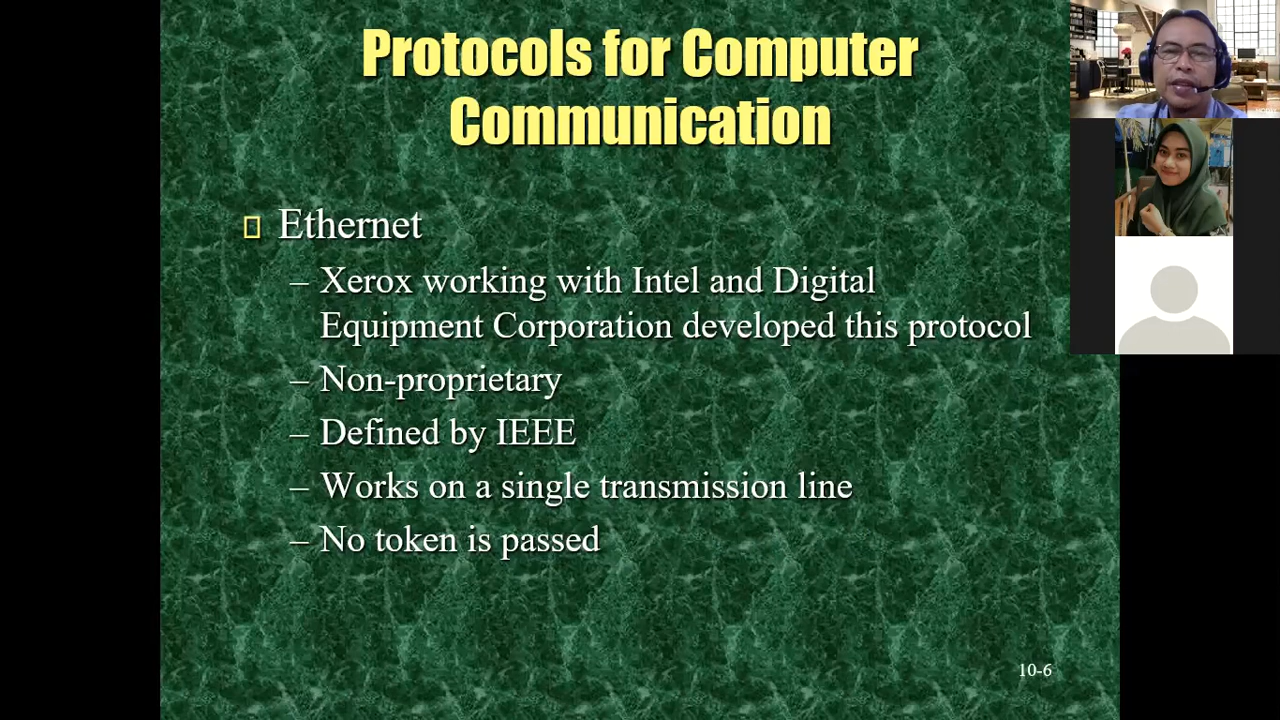 Protocols for Computer
Communication
Ethernet
– Xerox working with Intel and Digital
Equipment Corporation developed this protocol
– Non-proprietary
– Defined by IEEE
– Works on a single transmission line
– No token is passed
10-6